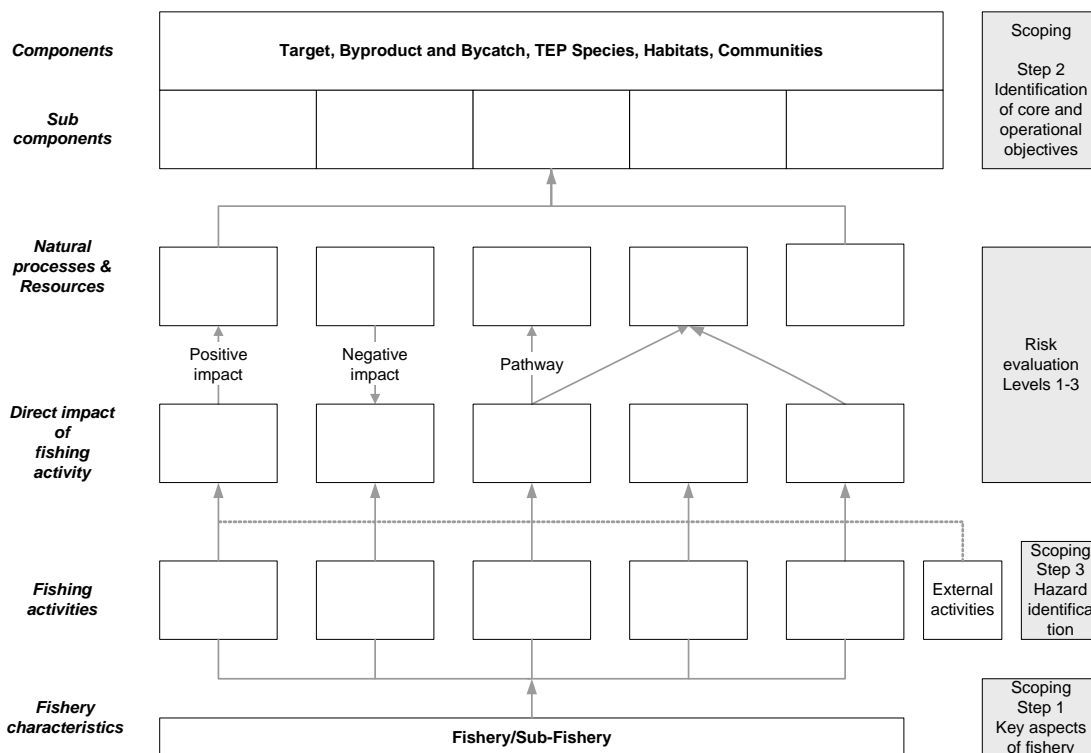 Components
Target, Byproduct and Bycatch, TEP Species, Habitats, Communities
Scoping
Step 2
Identification
of core and
operational
objectives
Sub
components
Natural
processes &
Resources
Positive
impact
Negative
impact
Pathway
Risk
evaluation
Levels 1-3
Direct impact
of
fishing
activity
Fishing
activities
External
activities
Scoping
Step 3
Hazard
identifica
tion
Fishery
characteristics
Fishery/Sub-Fishery
Scoping
Step 1
Key aspects
of fishery